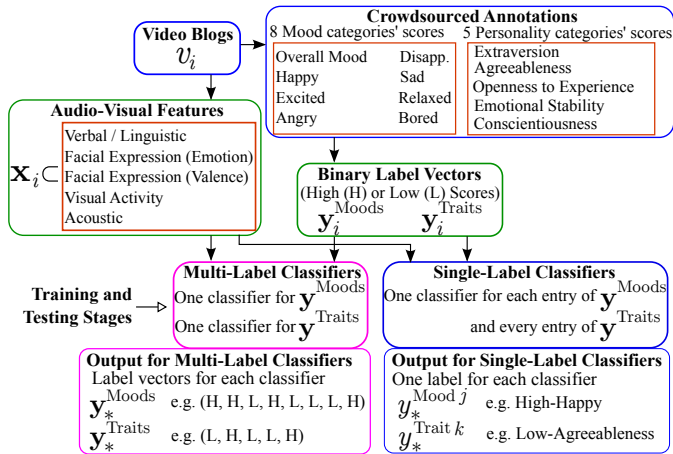 Video Blogs
v_i
Crowdsourced Annotations
8 Mood categories' scores
5 Personality categories' scores
Overall Mood Disapp.
Happy Sad
Excited Relaxed
Angry Bored
Extraversion
Agreeableness
Openness to Experience
Emotional Stability
Conscientiousness
Audio-Visual Features
x_i ⊂
Verbal / Linguistic
Facial Expression (Emotion)
Facial Expression (Valence)
Visual Activity
Acoustic
Binary Label Vectors
(High (H) or Low (L) Scores)
y_i^Moods y_i^Traits
Training and
Testing Stages
Multi-Label Classifiers
One classifier for y^Moods
One classifier for y^Traits
Single-Label Classifiers
One classifier for each entry of y^Moods
and every entry of y^Traits
Output for Multi-Label Classifiers
Label vectors for each classifier
y_*^Moods e.g. (H, H, L, H, L, L, L, H)
y_*^Traits e.g. (L, H, L, L, H)
Output for Single-Label Classifiers
One label for each classifier
y_*^Mood j e.g. High-Happy
y_*^Trait k e.g. Low-Agreeableness